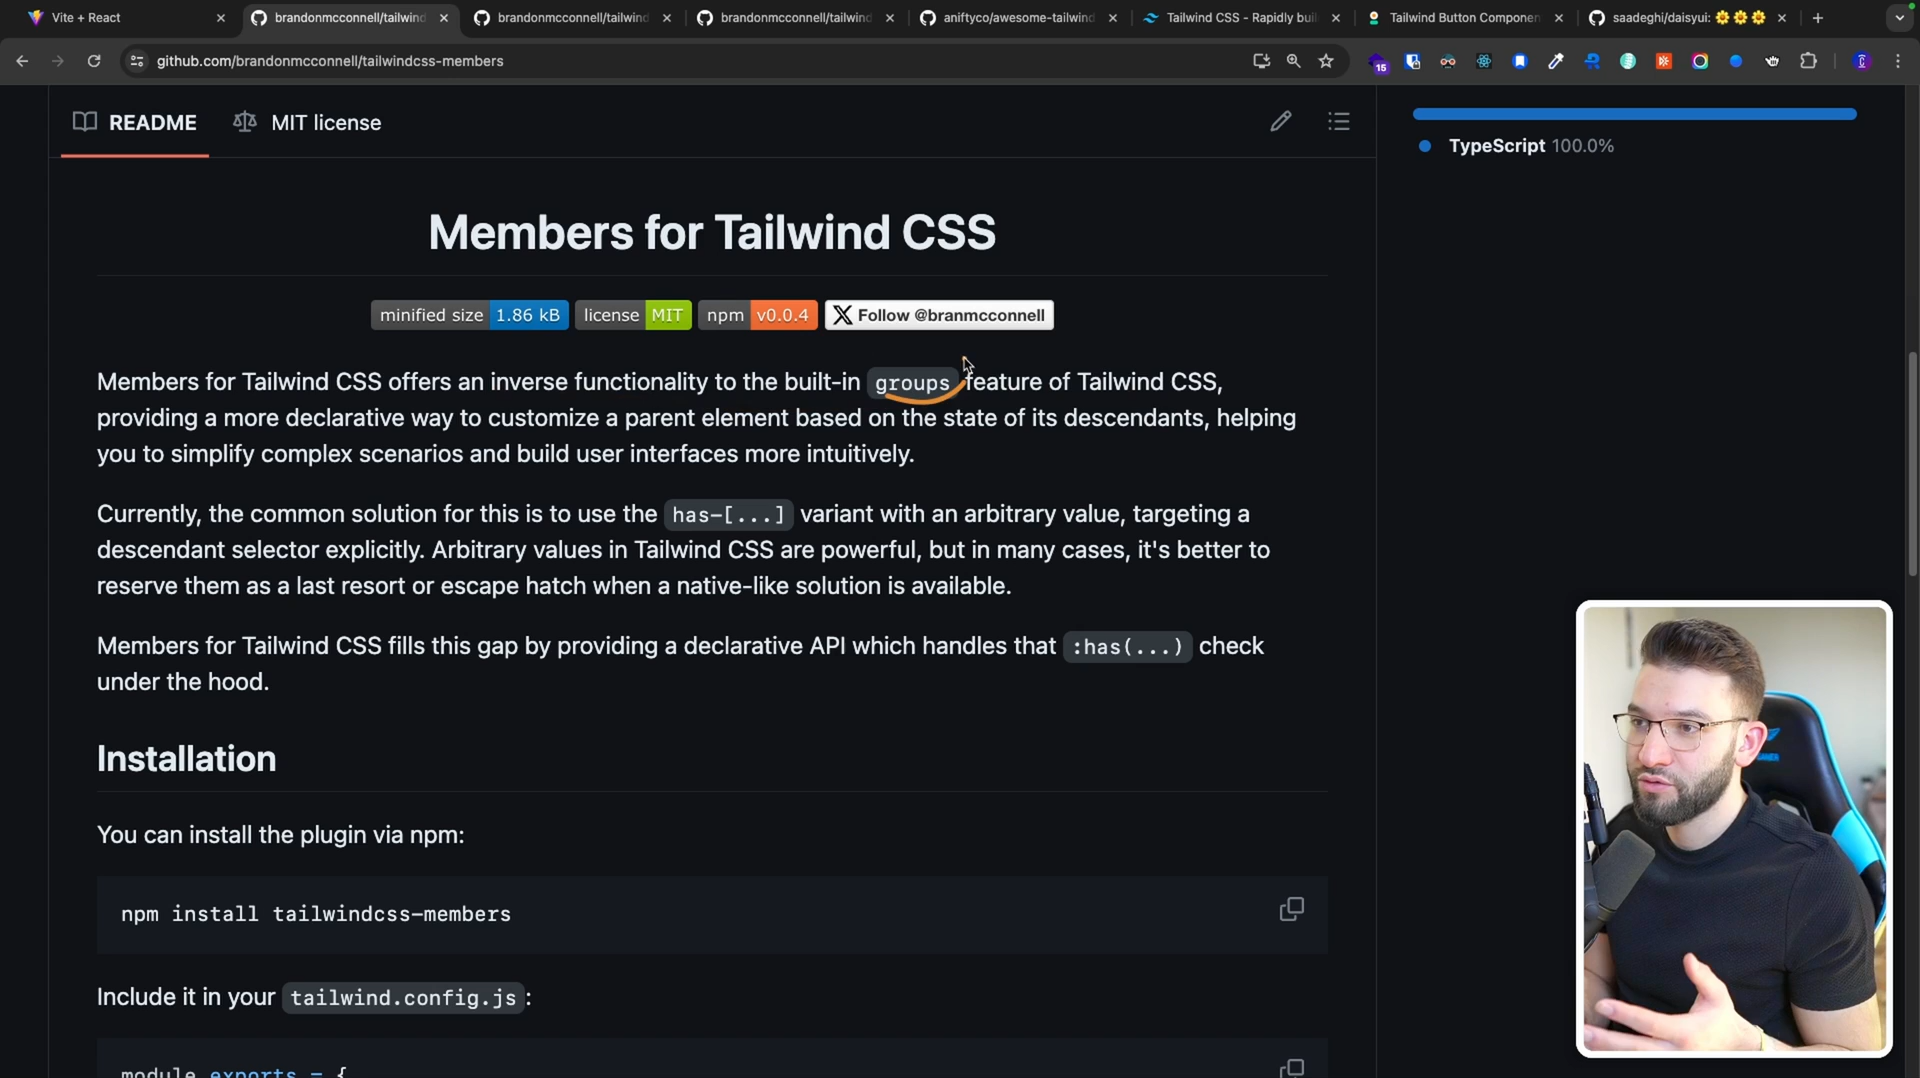 Vite + React
brandonmcconnell/tailwind
brandonmcconnell/tailwind
brandonmcconnell/tailwind
aniftyco/awesome-tailwind
Tailwind CSS - Rapidly buil
Tailwind Button Componen
saadeghi/daisyui: 🌼 🌼 🌼
github.com/brandonmcconnell/tailwindcss-members
15
README
MIT license
TypeScript 100.0%
Members for Tailwind CSS
minified size 1.86 kB
license MIT
npm v0.0.4
X Follow @branmcconnell
Members for Tailwind CSS offers an inverse functionality to the built-in groups feature of Tailwind CSS,
providing a more declarative way to customize a parent element based on the state of its descendants, helping
you to simplify complex scenarios and build user interfaces more intuitively.
Currently, the common solution for this is to use the has-[...] variant with an arbitrary value, targeting a
descendant selector explicitly. Arbitrary values in Tailwind CSS are powerful, but in many cases, it's better to
reserve them as a last resort or escape hatch when a native-like solution is available.
Members for Tailwind CSS fills this gap by providing a declarative API which handles that :has(...) check
under the hood.
Installation
You can install the plugin via npm:
npm install tailwindcss-members
Include it in your tailwind.config.js:
module.exports = {